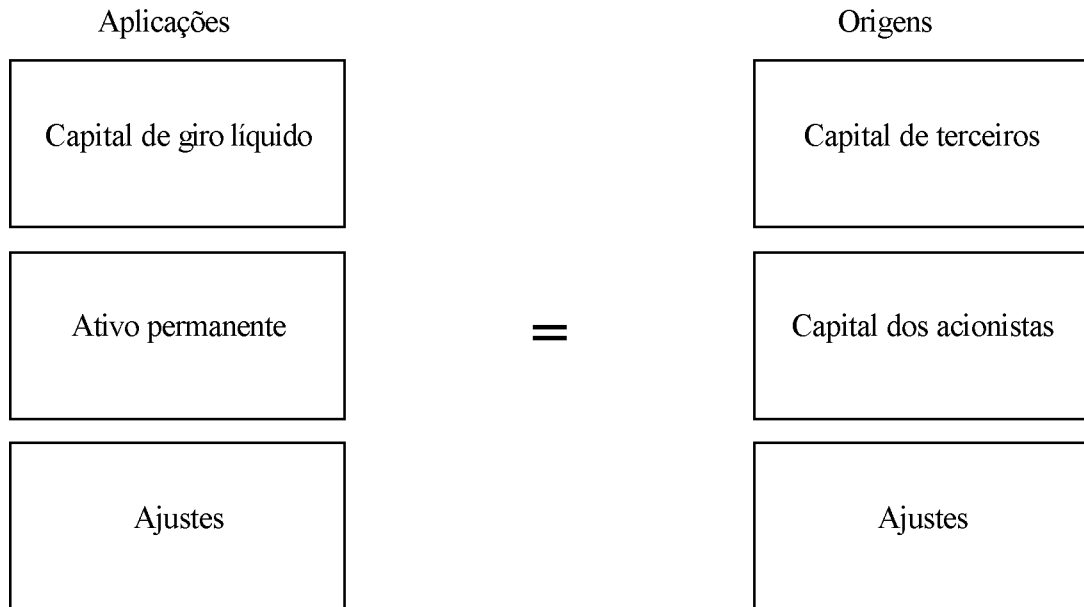 Aplicações
Origens
Capital de giro líquido
Capital de terceiros
Ativo permanente
=
Capital dos acionistas
Ajustes
Ajustes